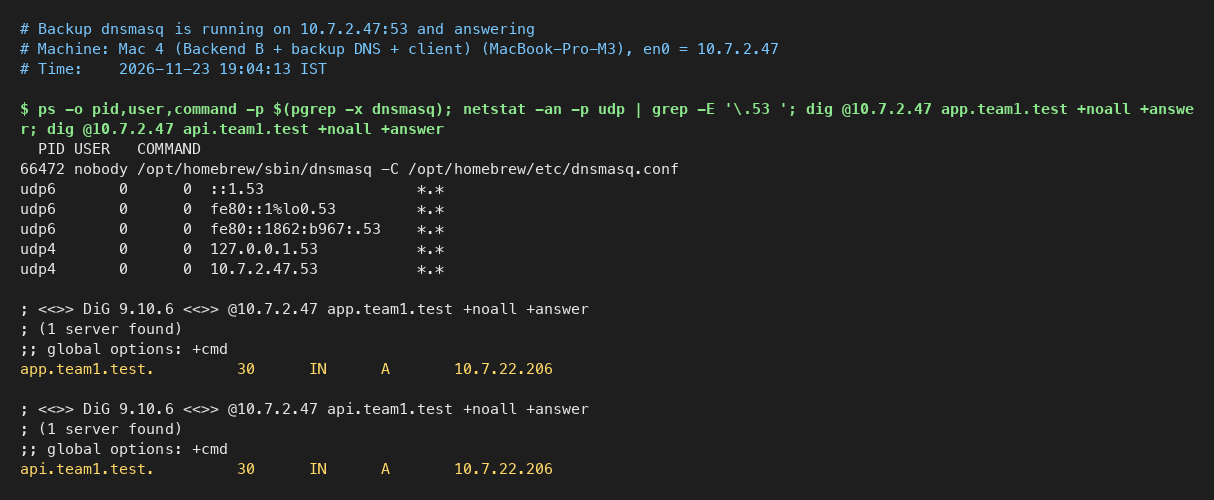 # Backup dnsmasq is running on 10.7.2.47:53 and answering
# Machine: Mac 4 (Backend B + backup DNS + client) (MacBook-Pro-M3), en0 = 10.7.2.47
# Time:    2026-11-23 19:04:13 IST
$ ps -o pid,user,command -p $(pgrep -x dnsmasq); netstat -an -p udp | grep -E '\.53 '; dig @10.7.2.47 app.team1.test +noall +answe
r; dig @10.7.2.47 api.team1.test +noall +answer
  PID USER   COMMAND
66472 nobody /opt/homebrew/sbin/dnsmasq -C /opt/homebrew/etc/dnsmasq.conf
udp6       0      0  ::1.53                 *.*
udp6       0      0  fe80::1%lo0.53         *.*
udp6       0      0  fe80::1862:b967:.53    *.*
udp4       0      0  127.0.0.1.53           *.*
udp4       0      0  10.7.2.47.53           *.*
; <<>> DiG 9.10.6 <<>> @10.7.2.47 app.team1.test +noall +answer
; (1 server found)
;; global options: +cmd
app.team1.test.         30      IN      A       10.7.22.206
; <<>> DiG 9.10.6 <<>> @10.7.2.47 api.team1.test +noall +answer
; (1 server found)
;; global options: +cmd
api.team1.test.         30      IN      A       10.7.22.206